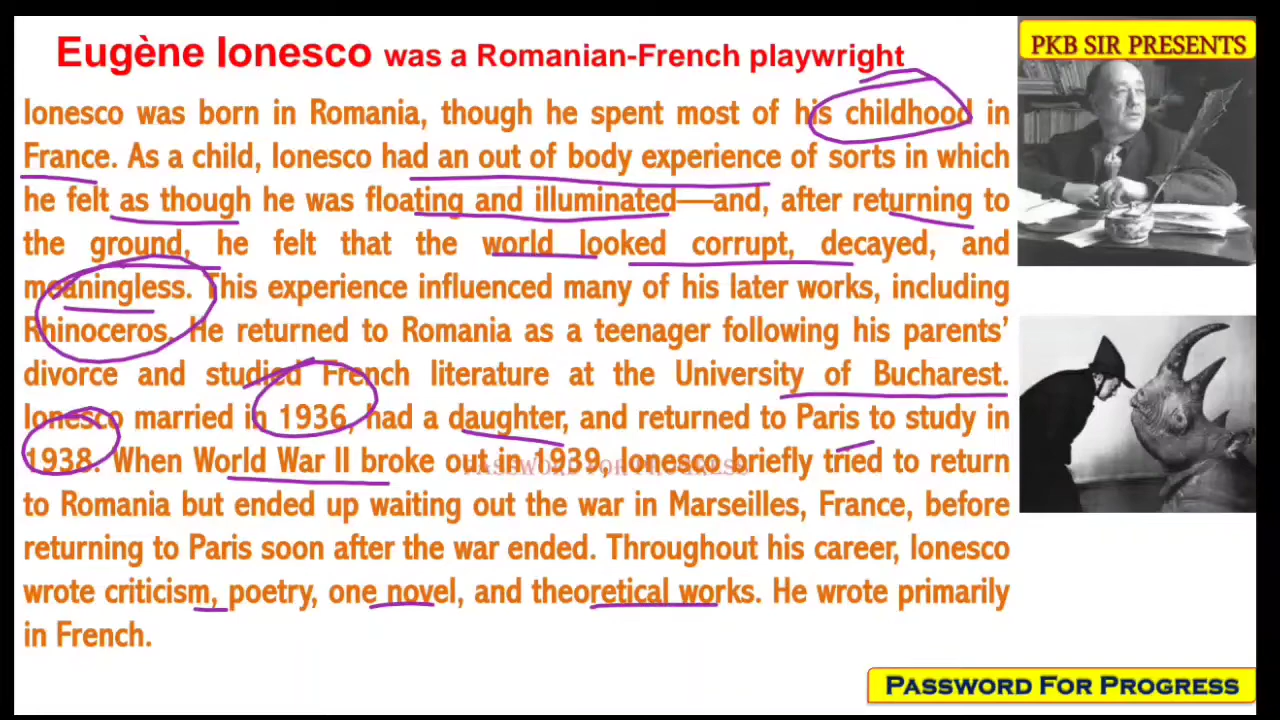 Eugène Ionesco was a Romanian-French playwright
PKB SIR PRESENTS
Ionesco was born in Romania, though he spent most of his childhood in
France. As a child, Ionesco had an out of body experience of sorts in which
he felt as though he was floating and illuminated—and, after returning to
the ground, he felt that the world looked corrupt, decayed, and
meaningless. This experience influenced many of his later works, including
Rhinoceros. He returned to Romania as a teenager following his parents’
divorce and studied French literature at the University of Bucharest.
Ionesco married in 1936, had a daughter, and returned to Paris to study in
1938. When World War II broke out in 1939, Ionesco briefly tried to return
PASSWORD FOR PROGRESS
to Romania but ended up waiting out the war in Marseilles, France, before
returning to Paris soon after the war ended. Throughout his career, Ionesco
wrote criticism, poetry, one novel, and theoretical works. He wrote primarily
in French.
PASSWORD FOR PROGRESS